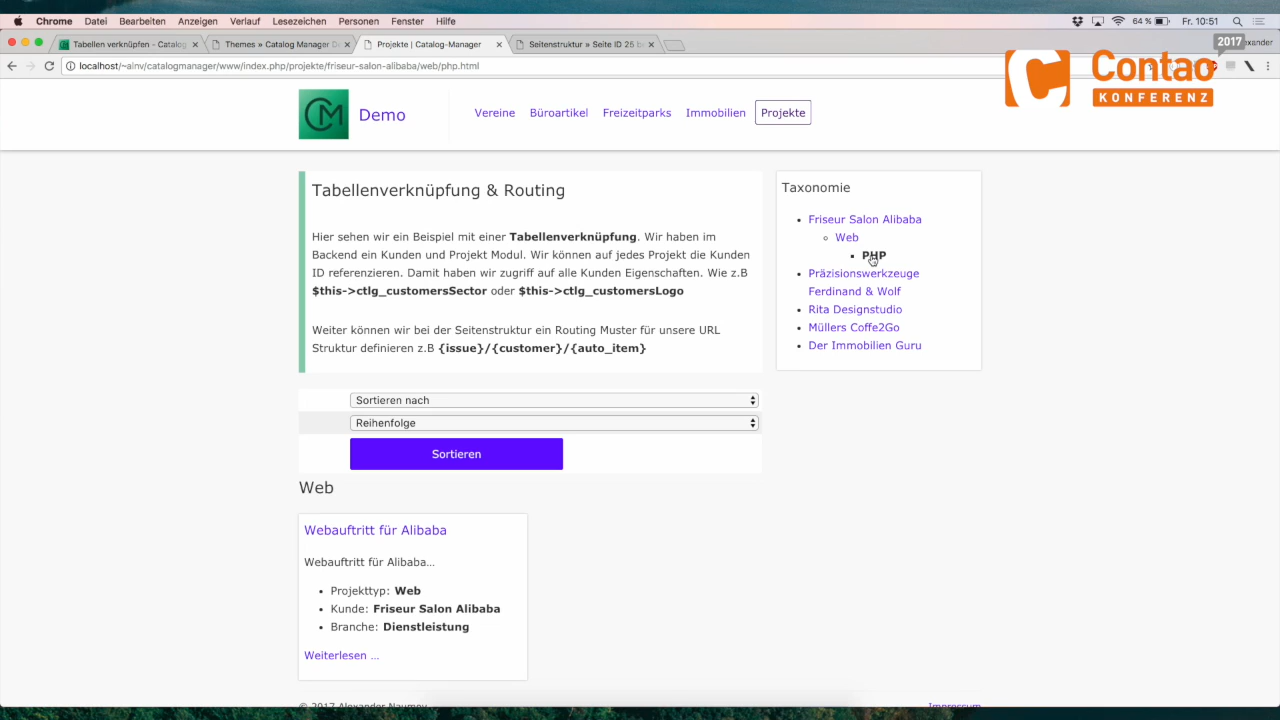 Chrome Datei Bearbeiten Anzeigen Verlauf Lesezeichen Personen Fenster Hilfe 64 % Fr. 10:51
Tabellen verknüpfen - Catalog Themes » Catalog Manager De Projekte | Catalog-Manager Seitenstruktur » Seite ID 25 b
localhost/~alnv/catalogmanager/www/index.php/projekte/friseur-salon-alibaba/web/php.html
2017
Contao
KONFERENZ
CM Demo Vereine Büroartikel Freizeitparks Immobilien Projekte
Tabellenverknüpfung & Routing
Hier sehen wir ein Beispiel mit einer Tabellenverknüpfung. Wir haben im
Backend ein Kunden und Projekt Modul. Wir können auf jedes Projekt die Kunden
ID referenzieren. Damit haben wir zugriff auf alle Kunden Eigenschaften. Wie z.B
$this->ctlg_customersSector oder $this->ctlg_customersLogo
Weiter können wir bei der Seitenstruktur ein Routing Muster für unsere URL
Struktur definieren z.B {issue}/{customer}/{auto_item}
Taxonomie
Friseur Salon Alibaba
Web
PHP
Präzisionswerkzeuge
Ferdinand & Wolf
Rita Designstudio
Müllers Coffe2Go
Der Immobilien Guru
Sortieren nach
Reihenfolge
Sortieren
Web
Webauftritt für Alibaba
Webauftritt für Alibaba...
Projekttyp: Web
Kunde: Friseur Salon Alibaba
Branche: Dienstleistung
Weiterlesen ...
© 2017 Alexander Naumov Impressum